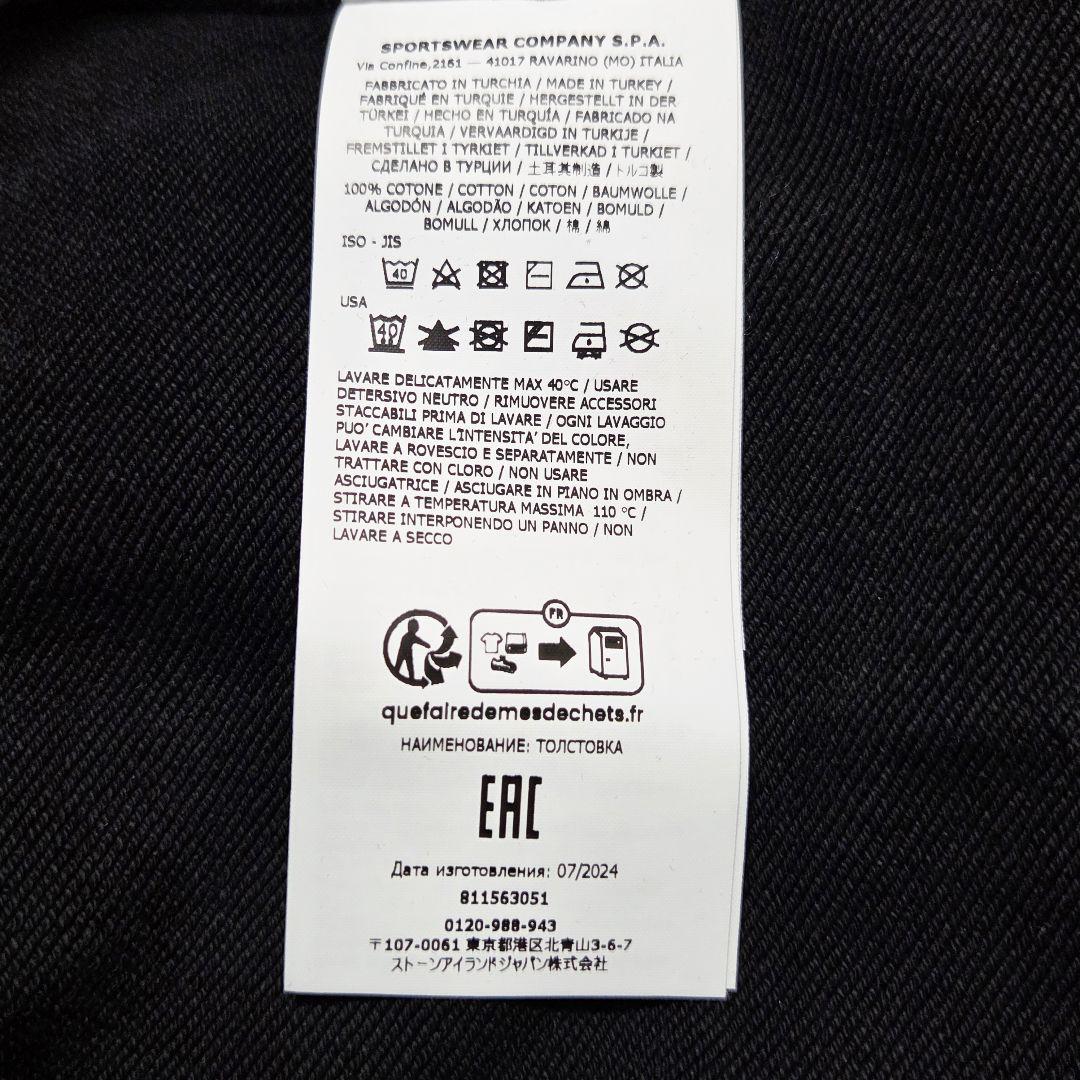 SPORTSWEAR COMPANY S.P.A.
Via Confine,2161 — 41017 RAVARINO (MO) ITALIA
FABBRICATO IN TURCHIA / MADE IN TURKEY /
FABRIQUÉ EN TURQUIE / HERGESTELLT IN DER
TÜRKEI / HECHO EN TURQUÍA / FABRICADO NA
TURQUIA / VERVAARDIGD IN TURKIJE /
FREMSTILLET I TYRKIET / TILLVERKAD I TURKIET /
СДЕЛАНО В ТУРЦИИ / 土耳其制造 / トルコ製
100% COTONE / COTTON / COTON / BAUMWOLLE /
ALGODÓN / ALGODÃO / KATOEN / BOMULD /
BOMULL / ХЛОПОК / 棉 / 綿
ISO - JIS
40
USA
40
LAVARE DELICATAMENTE MAX 40°C / USARE
DETERSIVO NEUTRO / RIMUOVERE ACCESSORI
STACCABILI PRIMA DI LAVARE / OGNI LAVAGGIO
PUO' CAMBIARE L'INTENSITA' DEL COLORE,
LAVARE A ROVESCIO E SEPARATAMENTE / NON
TRATTARE CON CLORO / NON USARE
ASCIUGATRICE / ASCIUGARE IN PIANO IN OMBRA /
STIRARE A TEMPERATURA MASSIMA 110 °C /
STIRARE INTERPONENDO UN PANNO / NON
LAVARE A SECCO
FR
quefairedemesdechets.fr
НАИМЕНОВАНИЕ: ТОЛСТОВКА
EAC
Дата изготовления: 07/2024
811563051
0120-988-943
〒107-0061 東京都港区北青山3-6-7
ストーンアイランドジャパン株式会社